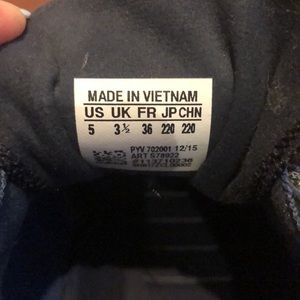 MADE IN VIETNAM
US UK FR JP CHN
5 3½ 36 220 220
PYV 702001 12/15
ART S78922